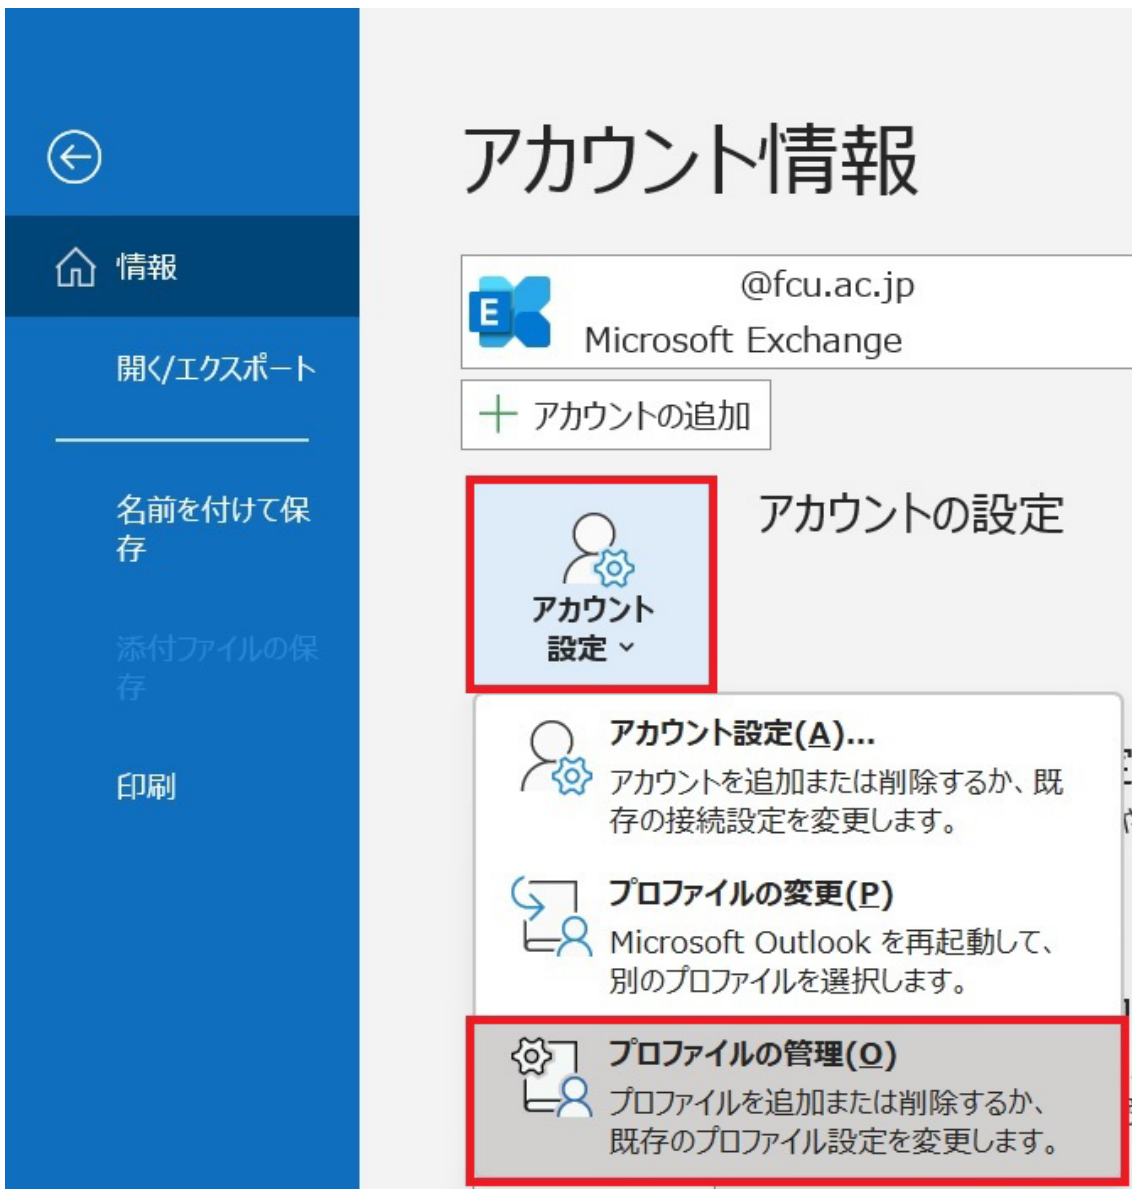 アカウント情報
情報
@fcu.ac.jp
E
Microsoft Exchange
開く/エクスポート
アカウントの追加
名前を付けて保
存
アカウントの設定
アカウント
設定
添付ファイルの保
存
アカウント設定(A)...
アカウントを追加または削除するか、既
存の接続設定を変更します。
印刷
プロファイルの変更(P)
Microsoft Outlook を再起動して、
別のプロファイルを選択します。
プロファイルの管理(O)
プロファイルを追加または削除するか、
既存のプロファイル設定を変更します。